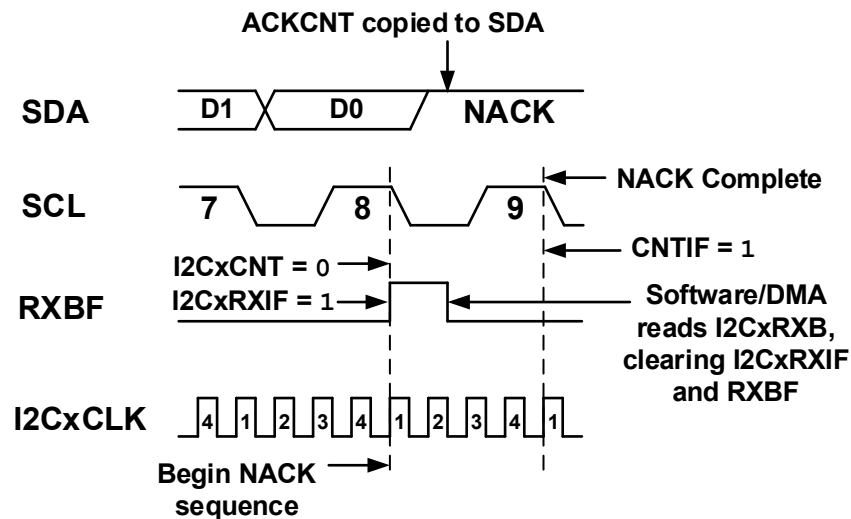 ACKCNT copied to SDA
SDA
D1
D0
NACK
SCL
7
8
9
NACK Complete
CNTIF = 1
I2CxCNT = 0
I2CxRXIF = 1
RXBF
Software/DMA
reads I2CxRXB,
clearing I2CxRXIF
and RXBF
I2CxCLK
4 1 2 3 4 1 2 3 4 1
Begin NACK
sequence